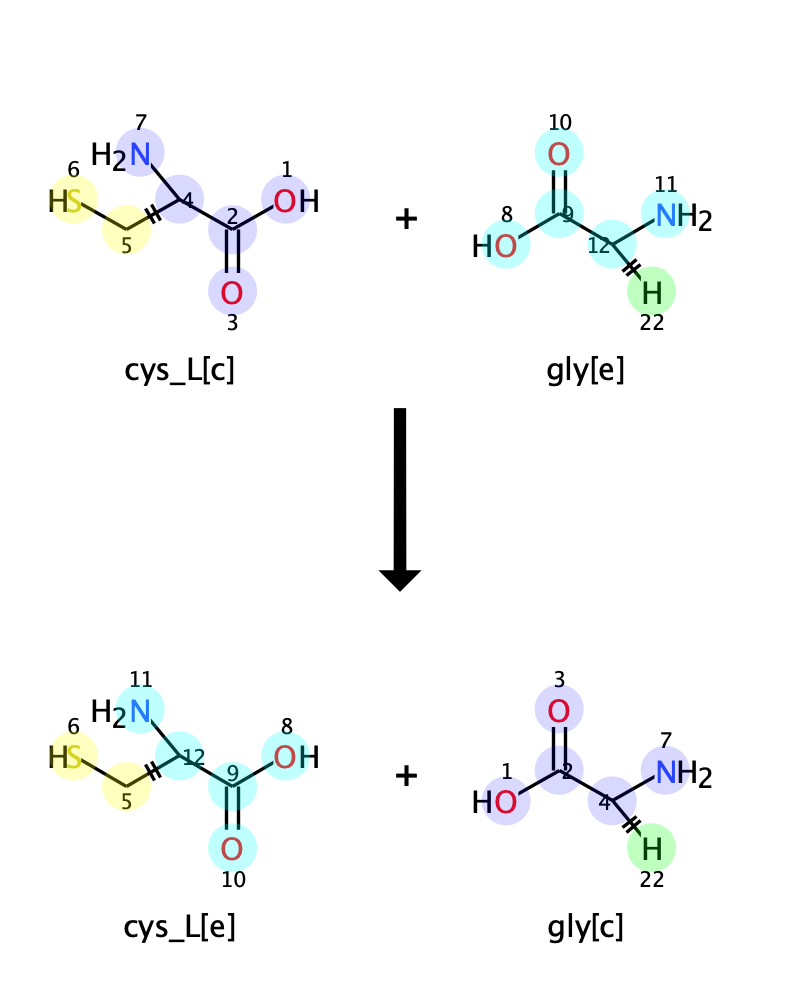 7 10
H2N 6 1 O 11
HS 4 OH 8 NH2
5 2 + HO 9 12
O H
3 22
cys_L[c] gly[e]
11 3
H2N 6 8 O 7
HS 12 OH 1 NH2
5 9 + HO 2 4
O H
10 22
cys_L[e] gly[c]